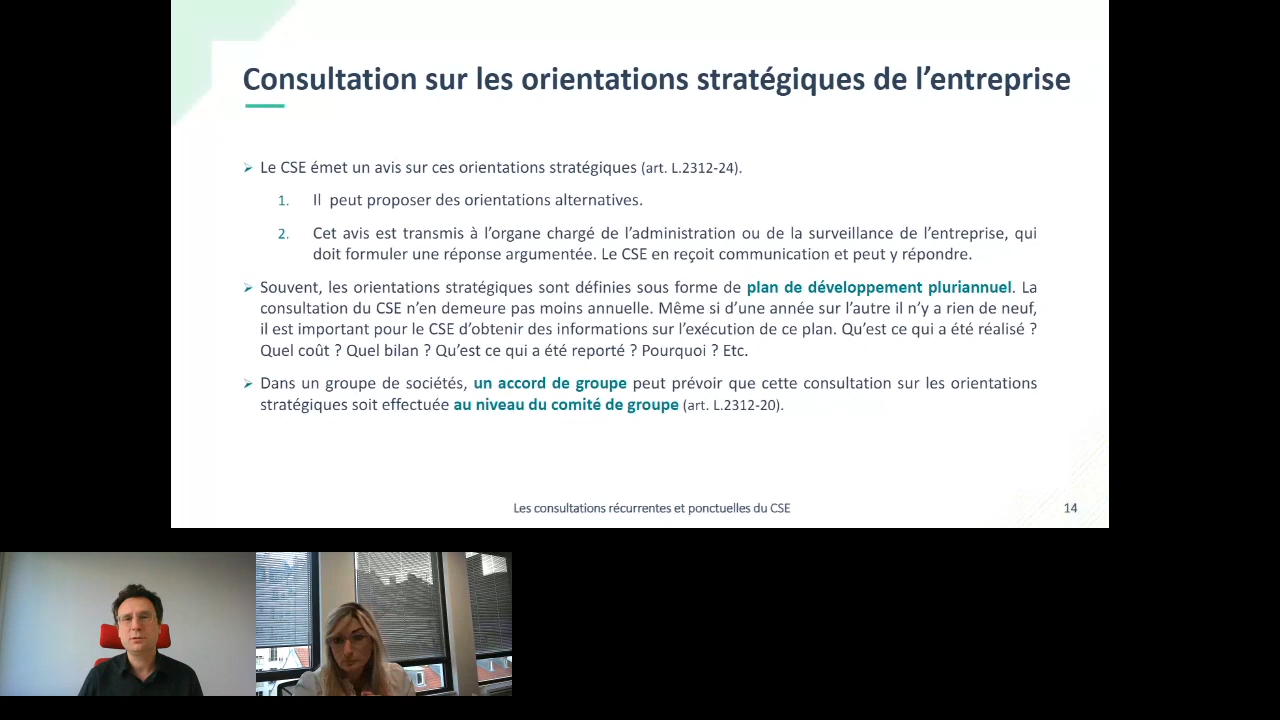 Consultation sur les orientations stratégiques de l’entreprise
➢ Le CSE émet un avis sur ces orientations stratégiques (art. L.2312-24).
1. Il peut proposer des orientations alternatives.
2. Cet avis est transmis à l’organe chargé de l’administration ou de la surveillance de l’entreprise, qui
doit formuler une réponse argumentée. Le CSE en reçoit communication et peut y répondre.
➢ Souvent, les orientations stratégiques sont définies sous forme de plan de développement pluriannuel. La
consultation du CSE n’en demeure pas moins annuelle. Même si d’une année sur l’autre il n’y a rien de neuf,
il est important pour le CSE d’obtenir des informations sur l’exécution de ce plan. Qu’est ce qui a été réalisé ?
Quel coût ? Quel bilan ? Qu’est ce qui a été reporté ? Pourquoi ? Etc.
➢ Dans un groupe de sociétés, un accord de groupe peut prévoir que cette consultation sur les orientations
stratégiques soit effectuée au niveau du comité de groupe (art. L.2312-20).
Les consultations récurrentes et ponctuelles du CSE
14